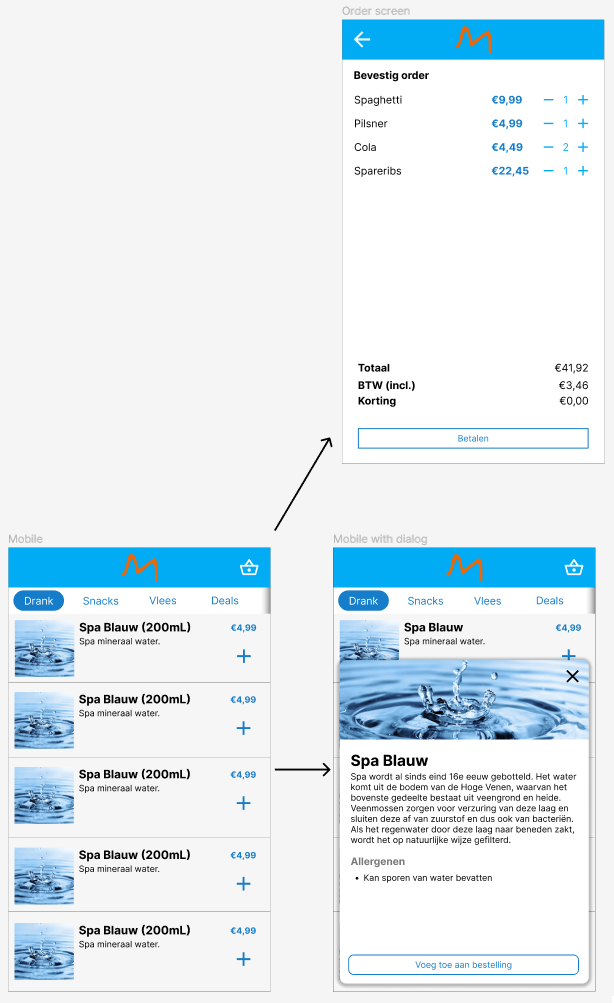 Order screen
Bevestig order
Spaghetti €9,99 1
Pilsner €4,99 1
Cola €4,49 2
Spareribs €22,45 1
Totaal €41,92
BTW (incl.) €3,46
Korting €0,00
Betalen
Mobile
Drank Snacks Vlees Deals
Spa Blauw (200mL) €4,99
Spa mineraal water.
Spa Blauw (200mL) €4,99
Spa mineraal water.
Spa Blauw (200mL) €4,99
Spa mineraal water.
Spa Blauw (200mL) €4,99
Spa mineraal water.
Spa Blauw (200mL) €4,99
Spa mineraal water.
Mobile with dialog
Drank Snacks Vlees Deals
Spa Blauw €4,99
Spa mineraal water.
Spa Blauw
Spa wordt al sinds eind 16e eeuw gebotteld. Het water
komt uit de bodem van de Hoge Venen, waarvan het
bovenste gedeelte bestaat uit veengrond en heide.
Veenmossen zorgen voor verzuring van deze laag en
sluiten deze af van zuurstof en dus ook van bacteriën.
Als het regenwater door deze laag naar beneden zakt,
wordt het op natuurlijke wijze gefilterd.
Allergenen
• Kan sporen van water bevatten
Voeg toe aan bestelling